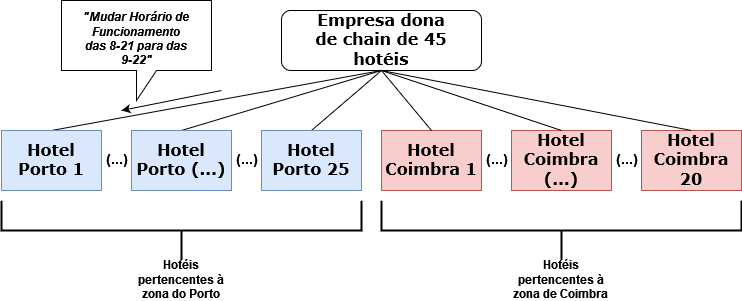 "Mudar Horário de
Funcionamento
das 8-21 para das
9-22"
Empresa dona
de chain de 45
hotéis
Hotel
Porto 1
(...)
Hotel
Porto (...)
(...)
Hotel
Porto 25
Hotel
Coimbra 1
(...)
Hotel
Coimbra
(...)
(...)
Hotel
Coimbra
20
Hotéis
pertencentes à
zona do Porto
Hotéis
pertencentes à
zona de Coimbra